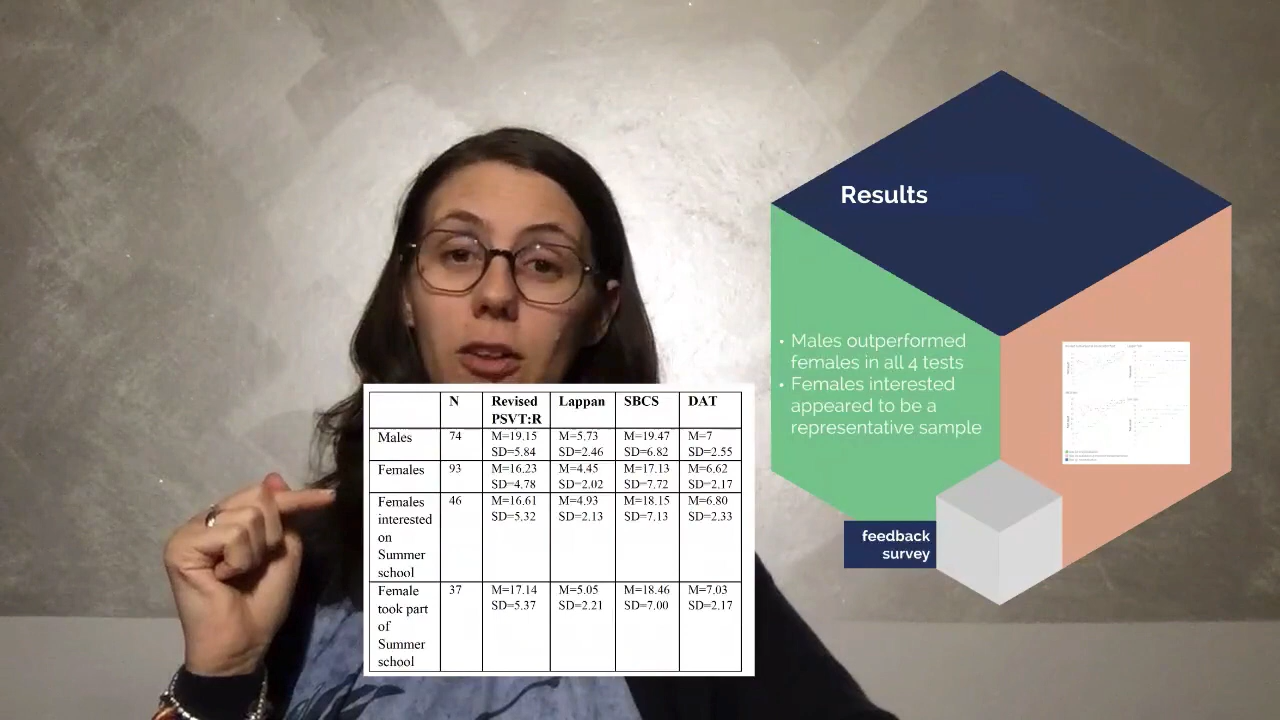 Results
• Males outperformed
females in all 4 tests
• Females interested
appeared to be a
representative sample
feedback
survey
N Revised PSVT:R Lappan SBCS DAT
Males 74 M=19.15 SD=5.84 M=5.73 SD=2.46 M=19.47 SD=6.82 M=7 SD=2.55
Females 93 M=16.23 SD=4.78 M=4.45 SD=2.02 M=17.13 SD=7.72 M=6.62 SD=2.17
Females interested on Summer school 46 M=16.61 SD=5.32 M=4.93 SD=2.13 M=18.15 SD=7.13 M=6.80 SD=2.33
Female took part of Summer school 37 M=17.14 SD=5.37 M=5.05 SD=2.21 M=18.46 SD=7.00 M=7.03 SD=2.17